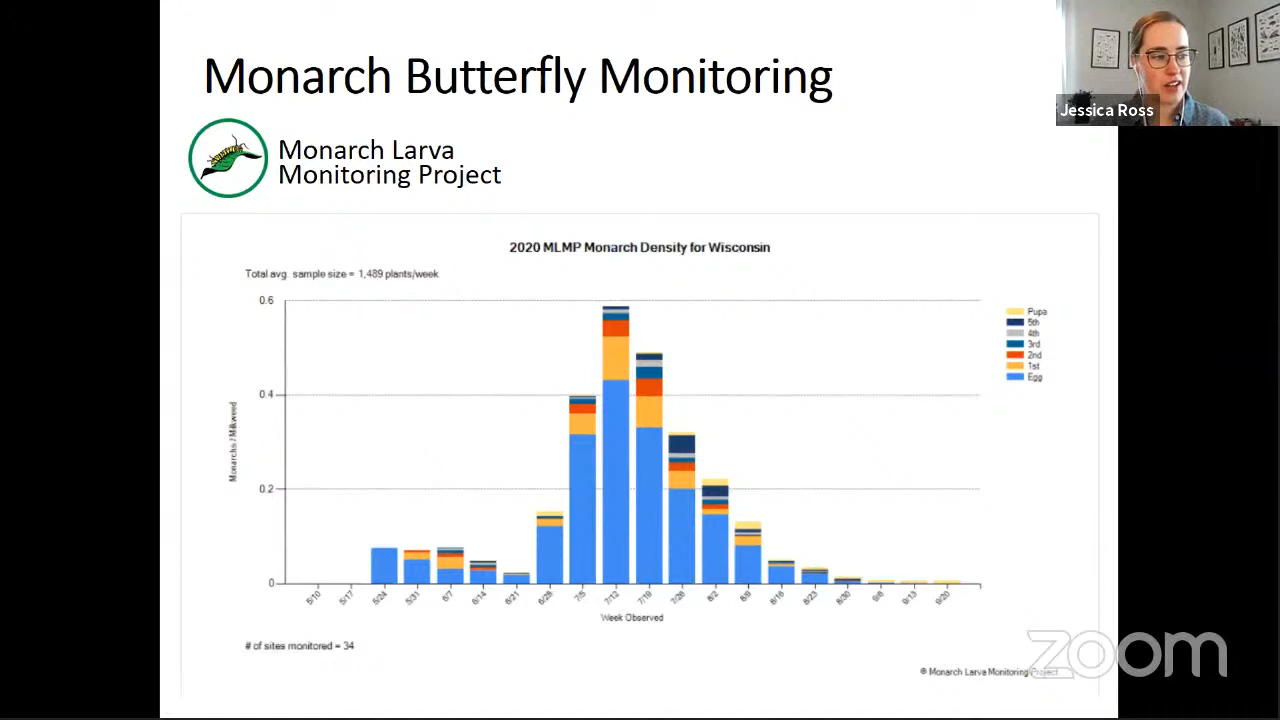 Monarch Butterfly Monitoring
Jessica Ross
Monarch Larva
Monitoring Project
2020 MLMP Monarch Density for Wisconsin
Total avg. sample size = 1,489 plants/week
0.6
0.4
0.2
0
Monarchs / Milkweed
Pupa
5th
4th
3rd
2nd
1st
Egg
5/10
5/17
5/24
5/31
6/7
6/14
6/21
6/28
7/5
7/12
7/19
7/26
8/2
8/9
8/16
8/23
8/30
9/6
9/13
9/20
Week Observed
# of sites monitored = 34
© Monarch Larva Monitoring Project
zoom